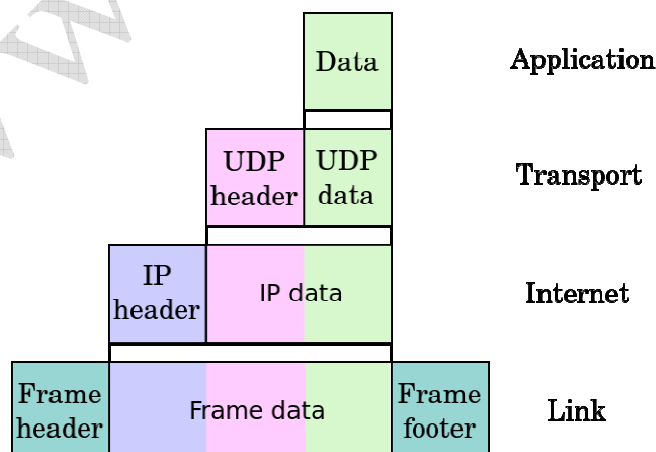 Data
Application
UDP
header
UDP
data
Transport
IP
header
IP data
Internet
Frame
header
Frame data
Frame
footer
Link